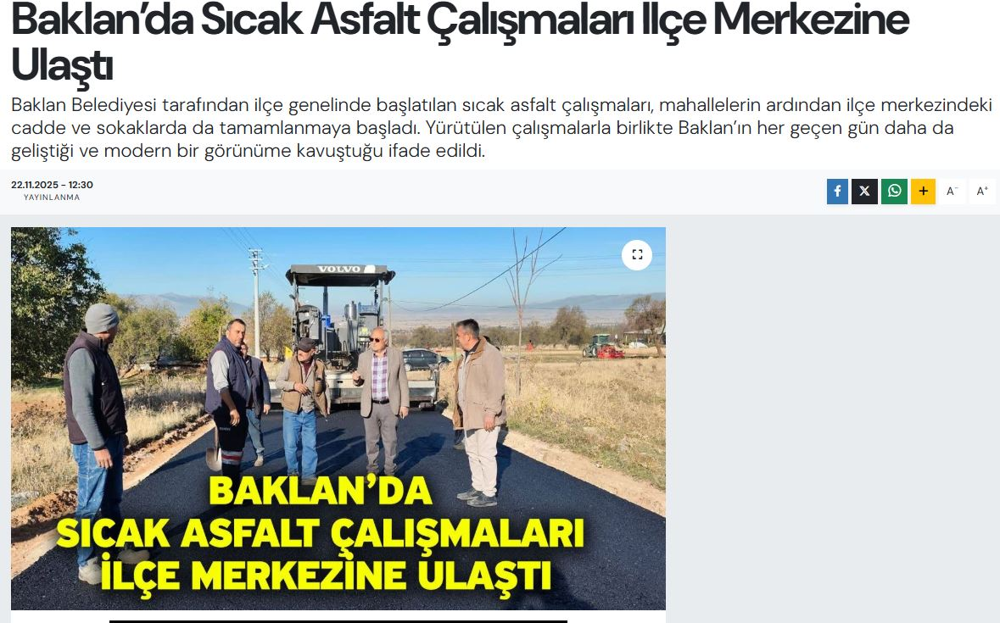 Baklan’da Sıcak Asfalt Çalışmaları İlçe Merkezine
Ulaştı
Baklan Belediyesi tarafından ilçe genelinde başlatılan sıcak asfalt çalışmaları, mahallelerin ardından ilçe merkezindeki
cadde ve sokaklarda da tamamlanmaya başladı. Yürütülen çalışmalarla birlikte Baklan’ın her geçen gün daha da
geliştiği ve modern bir görünüme kavuştuğu ifade edildi.
22.11.2025 - 12:30
YAYINLANMA
A-
A+
VOLVO
BAKLAN’DA
SICAK ASFALT ÇALIŞMALARI
İLÇE MERKEZİNE ULAŞTI